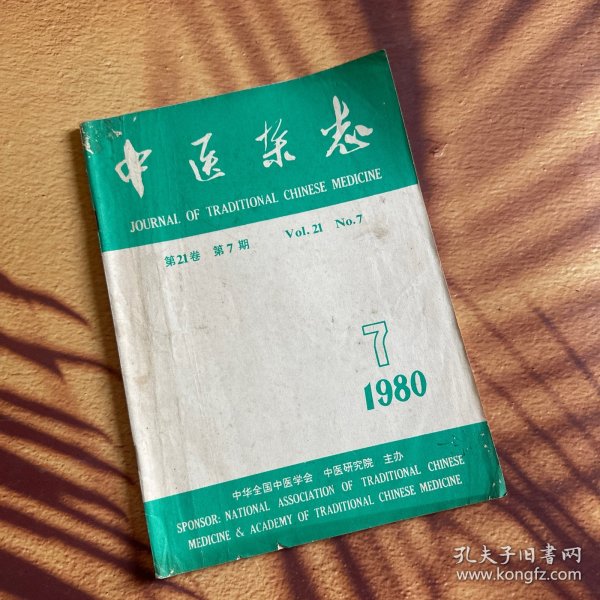 中医杂志
JOURNAL OF TRADITIONAL CHINESE MEDICINE
第21卷 第7期 Vol.21 No.7
7
1980
中华全国中医学会 中医研究院 主办
SPONSOR: NATIONAL ASSOCIATION OF TRADITIONAL CHINESE
MEDICINE & ACADEMY OF TRADITIONAL CHINESE MEDICINE
孔夫子旧书网
www.kongfz.com